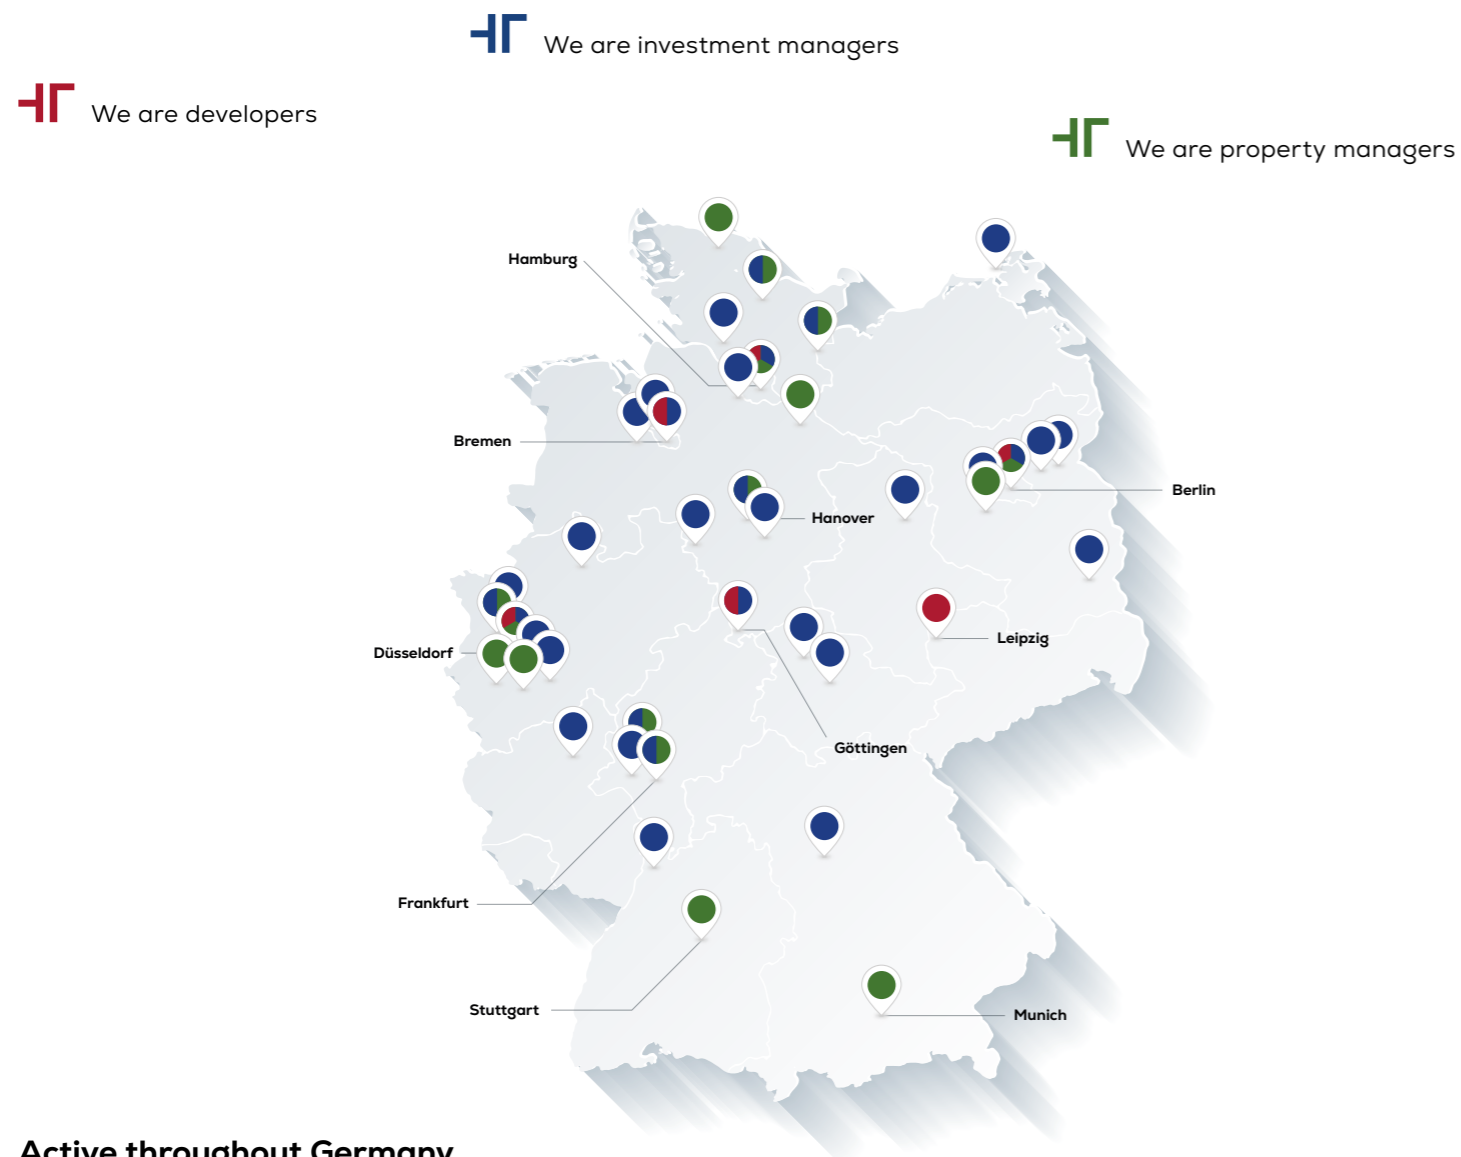 We are investment managers
We are developers
We are property managers
Hamburg
Bremen
Berlin
Hanover
Leipzig
Düsseldorf
Göttingen
Frankfurt
Stuttgart
Munich
Active throughout Germany